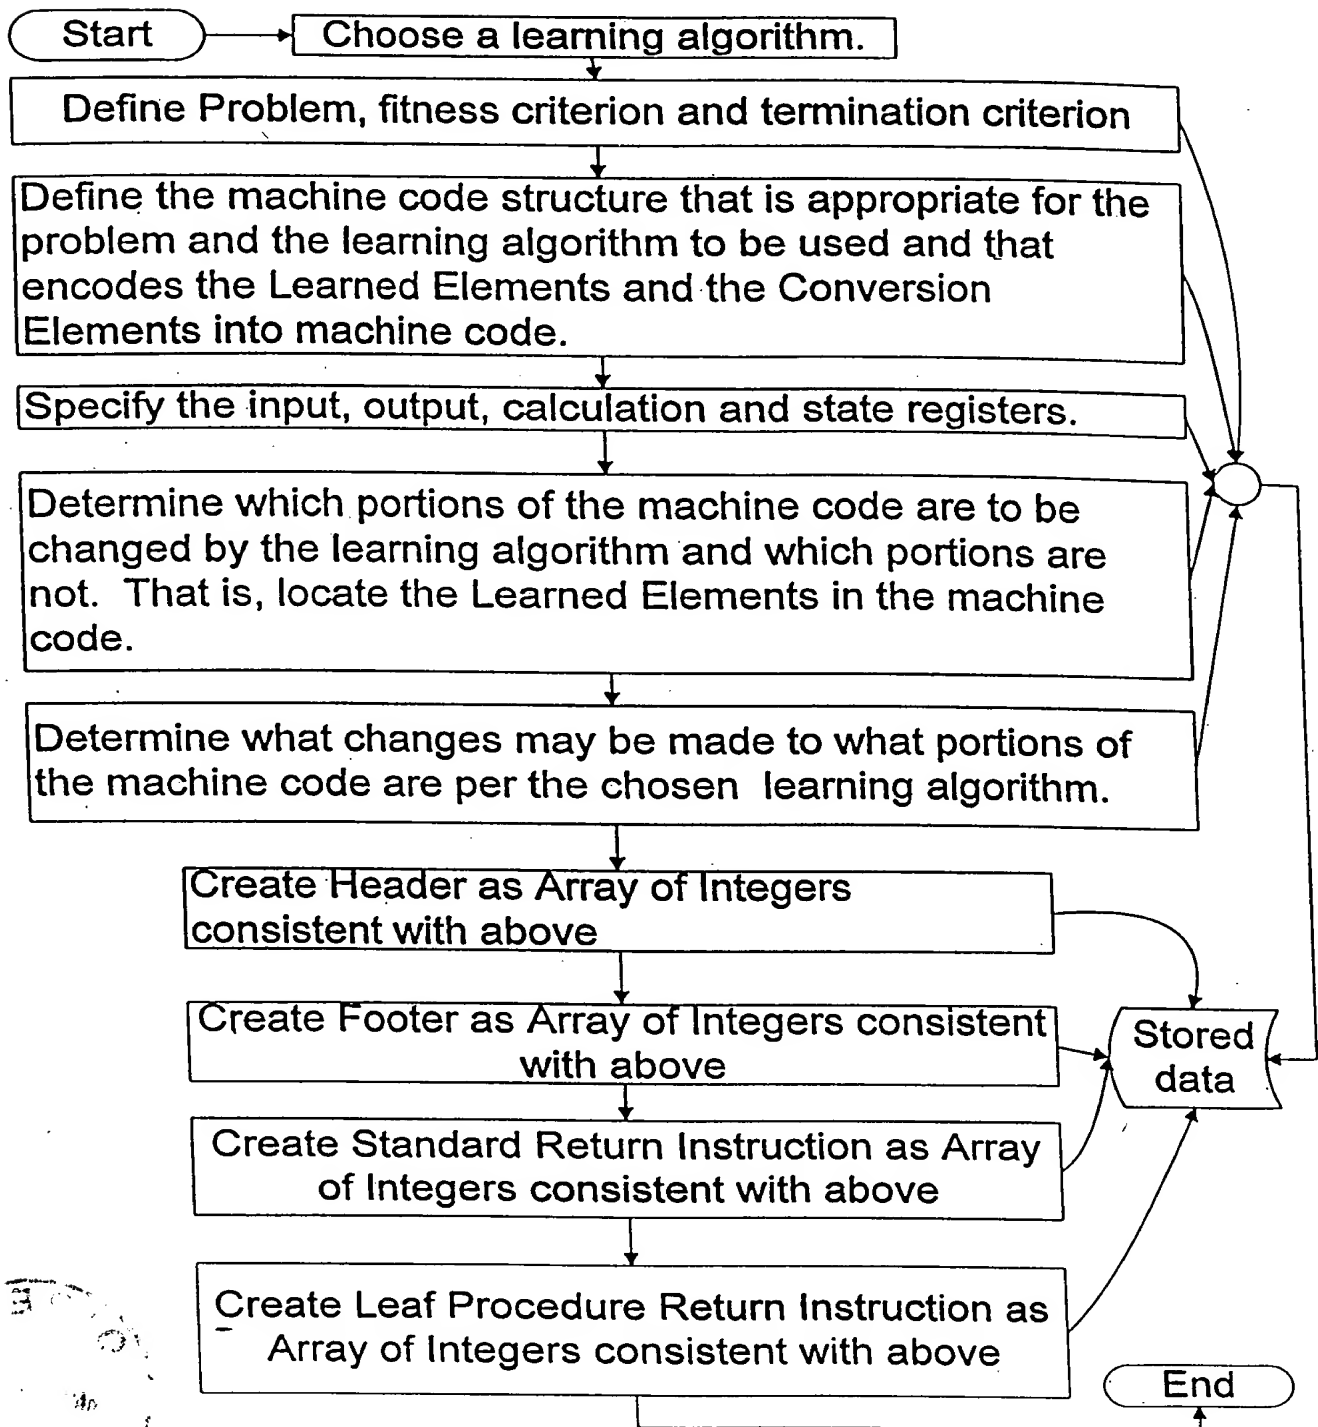 Start
Choose a learning algorithm.
Define Problem, fitness criterion and termination criterion
Define the machine code structure that is appropriate for the
problem and the learning algorithm to be used and that
encodes the Learned Elements and the Conversion
Elements into machine code.
Specify the input, output, calculation and state registers.
Determine which portions of the machine code are to be
changed by the learning algorithm and which portions are
not. That is, locate the Learned Elements in the machine
code.
Determine what changes may be made to what portions of
the machine code are per the chosen learning algorithm.
Create Header as Array of Integers
consistent with above
Create Footer as Array of Integers consistent
with above
Stored
data
Create Standard Return Instruction as Array
of Integers consistent with above
Create Leaf Procedure Return Instruction as
Array of Integers consistent with above
End